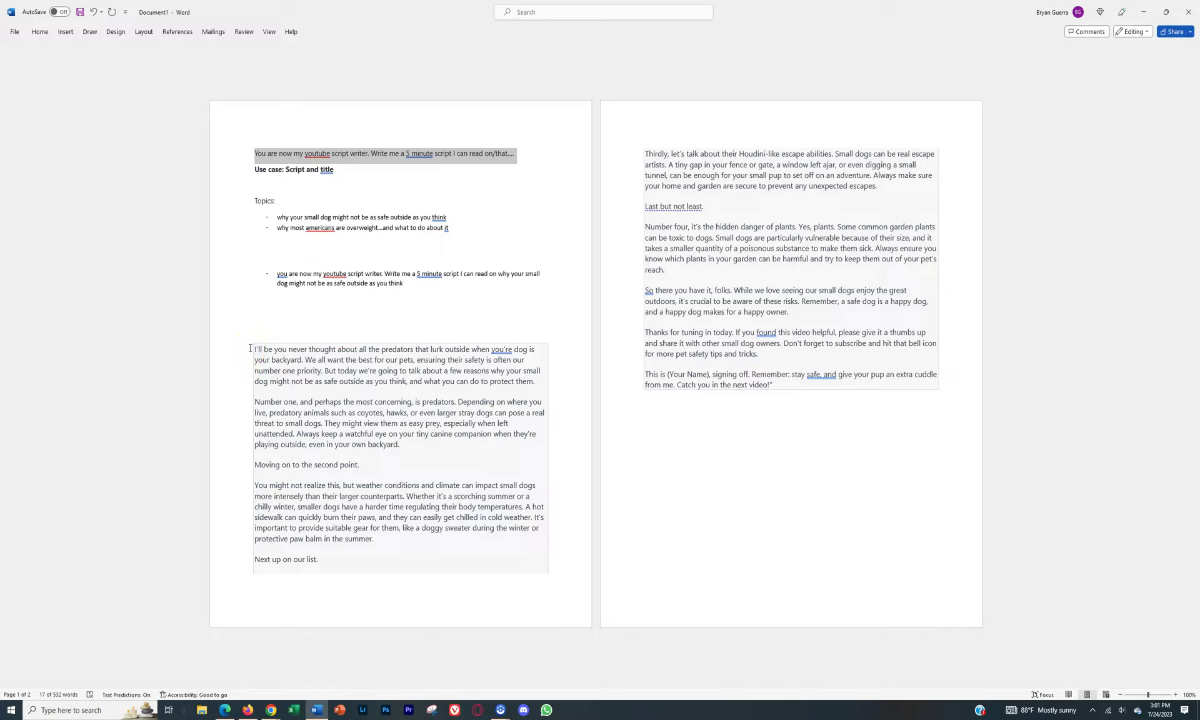 AutoSave Off Document1 - Word Search Bryan Guerra BG
File Home Insert Draw Design Layout References Mailings Review View Help Comments Editing Share
You are now my youtube script writer. Write me a 5 minute script I can read on/that....
Use case: Script and title
Topics:
- why your small dog might not be as safe outside as you think
- why most americans are overweight...and what to do about it
- you are now my youtube script writer. Write me a 5 minute script I can read on why your small
dog might not be as safe outside as you think
I'll be you never thought about all the predators that lurk outside when you're dog is
your backyard. We all want the best for our pets, ensuring their safety is often our
number one priority. But today we're going to talk about a few reasons why your small
dog might not be as safe outside as you think, and what you can do to protect them.
Number one, and perhaps the most concerning, is predators. Depending on where you
live, predatory animals such as coyotes, hawks, or even larger stray dogs can pose a real
threat to small dogs. They might view them as easy prey, especially when left
unattended. Always keep a watchful eye on your tiny canine companion when they're
playing outside, even in your own backyard.
Moving on to the second point.
You might not realize this, but weather conditions and climate can impact small dogs
more intensely than their larger counterparts. Whether it's a scorching summer or a
chilly winter, smaller dogs have a harder time regulating their body temperatures. A hot
sidewalk can quickly burn their paws, and they can easily get chilled in cold weather. It's
important to provide suitable gear for them, like a doggy sweater during the winter or
protective paw balm in the summer.
Next up on our list.
Thirdly, let's talk about their Houdini-like escape abilities. Small dogs can be real escape
artists. A tiny gap in your fence or gate, a window left ajar, or even digging a small
tunnel, can be enough for your small pup to set off on an adventure. Always make sure
your home and garden are secure to prevent any unexpected escapes.
Last but not least.
Number four, it's the hidden danger of plants. Yes, plants. Some common garden plants
can be toxic to dogs. Small dogs are particularly vulnerable because of their size, and it
takes a smaller quantity of a poisonous substance to make them sick. Always ensure you
know which plants in your garden can be harmful and try to keep them out of your pet's
reach.
So there you have it, folks. While we love seeing our small dogs enjoy the great
outdoors, it's crucial to be aware of these risks. Remember, a safe dog is a happy dog,
and a happy dog makes for a happy owner.
Thanks for tuning in today. If you found this video helpful, please give it a thumbs up
and share it with other small dog owners. Don't forget to subscribe and hit that bell icon
for more pet safety tips and tricks.
This is (Your Name), signing off. Remember: stay safe, and give your pup an extra cuddle
from me. Catch you in the next video!"
Page 1 of 2 17 of 532 words Text Predictions: On Accessibility: Good to go Focus 100%
Type here to search 88°F Mostly sunny 3:01 PM
7/24/2023